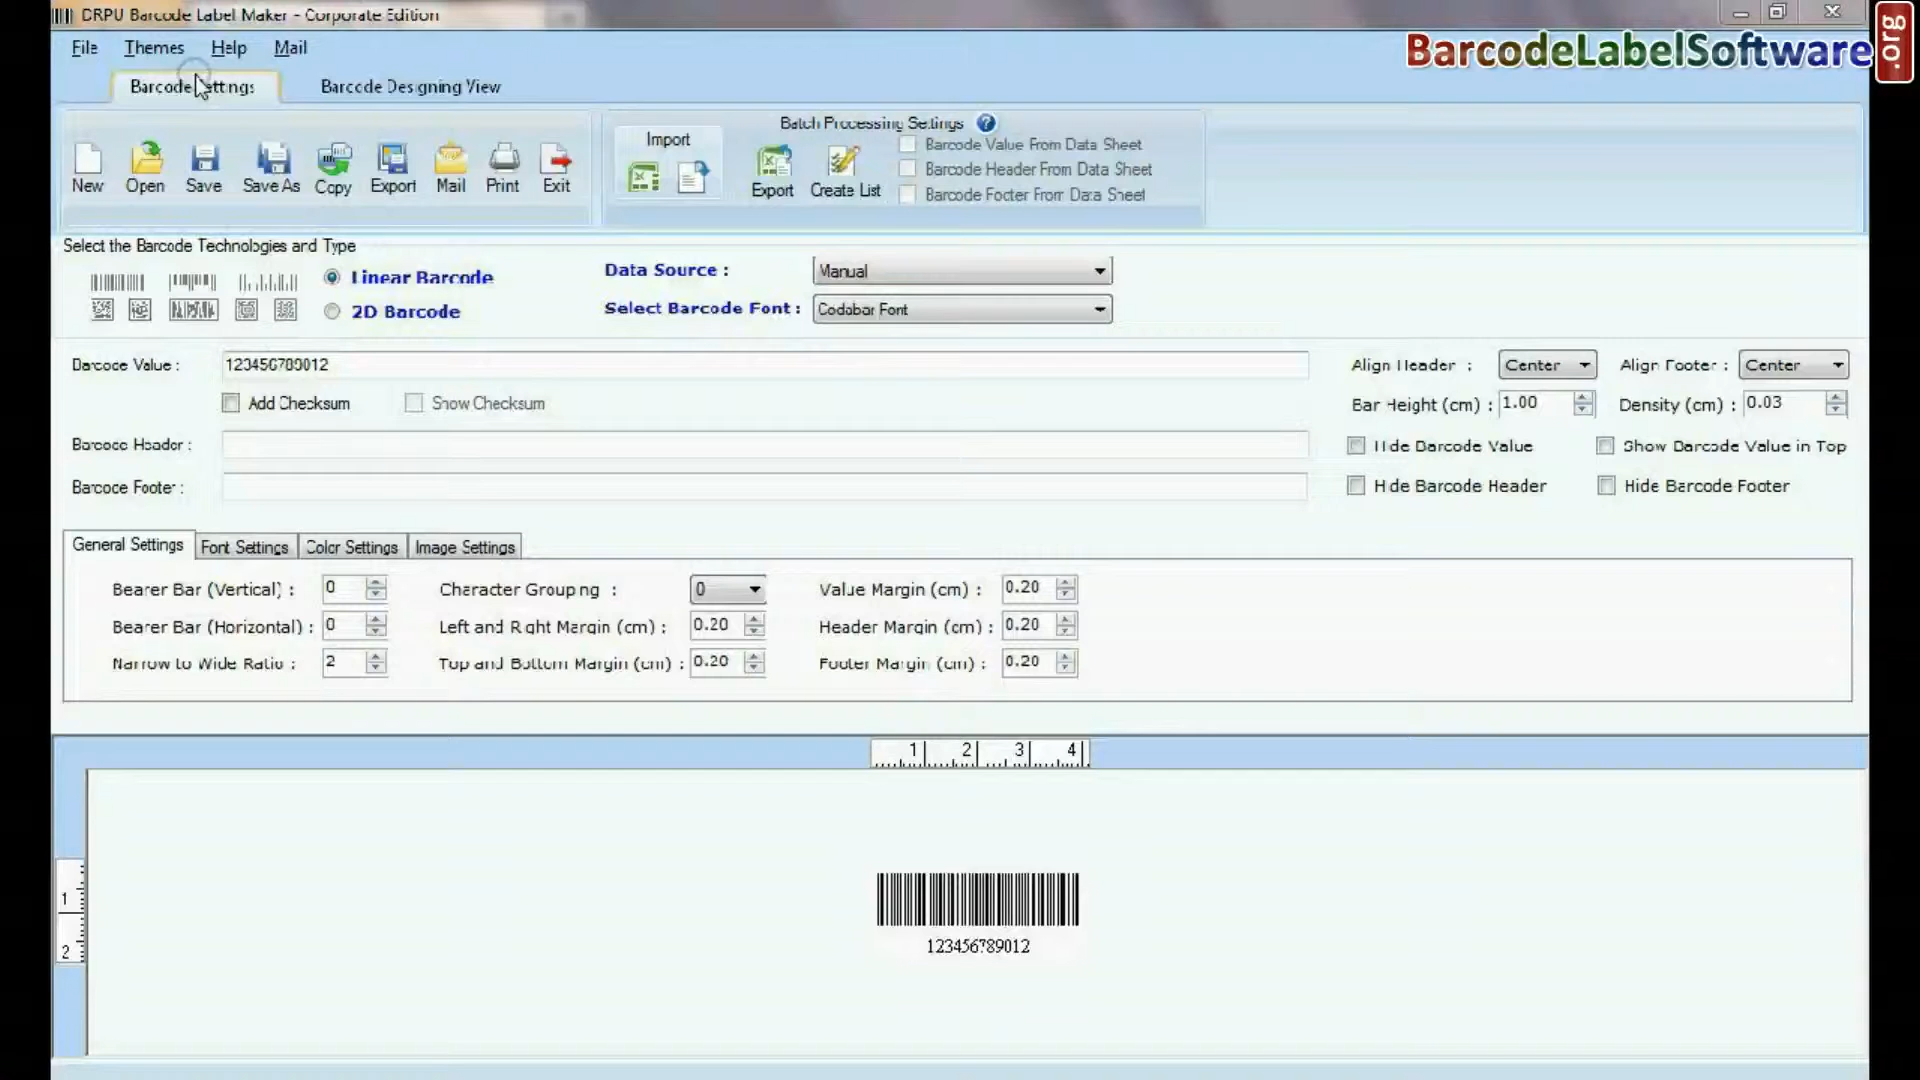 DRPU Barcode Label Maker - Corporate Edition
BarcodeLabelSoftware.org
File Themes Help Mail
Barcode Settings Barcode Designing View
New Open Save Save As Copy Export Mail Print Exit
Import
Batch Processing Settings
Export Create List
Barcode Value From Data Sheet
Barcode Header From Data Sheet
Barcode Footer From Data Sheet
Select the Barcode Technologies and Type
Linear Barcode
2D Barcode
Data Source : Manual
Select Barcode Font : Codabar Font
Barcode Value : 123456789012
Add Checksum Show Checksum
Barcode Header :
Barcode Footer :
Align Header : Center Align Footer : Center
Bar Height (cm) : 1.00 Density (cm) : 0.03
Hide Barcode Value Show Barcode Value in Top
Hide Barcode Header Hide Barcode Footer
General Settings Font Settings Color Settings Image Settings
Bearer Bar (Vertical) : 0 Character Grouping : 0 Value Margin (cm) : 0.20
Bearer Bar (Horizontal) : 0 Left and Right Margin (cm) : 0.20 Header Margin (cm) : 0.20
Narrow to Wide Ratio : 2 Top and Bottom Margin (cm) : 0.20 Footer Margin (cm) : 0.20
1 2 3 4
1
2
123456789012